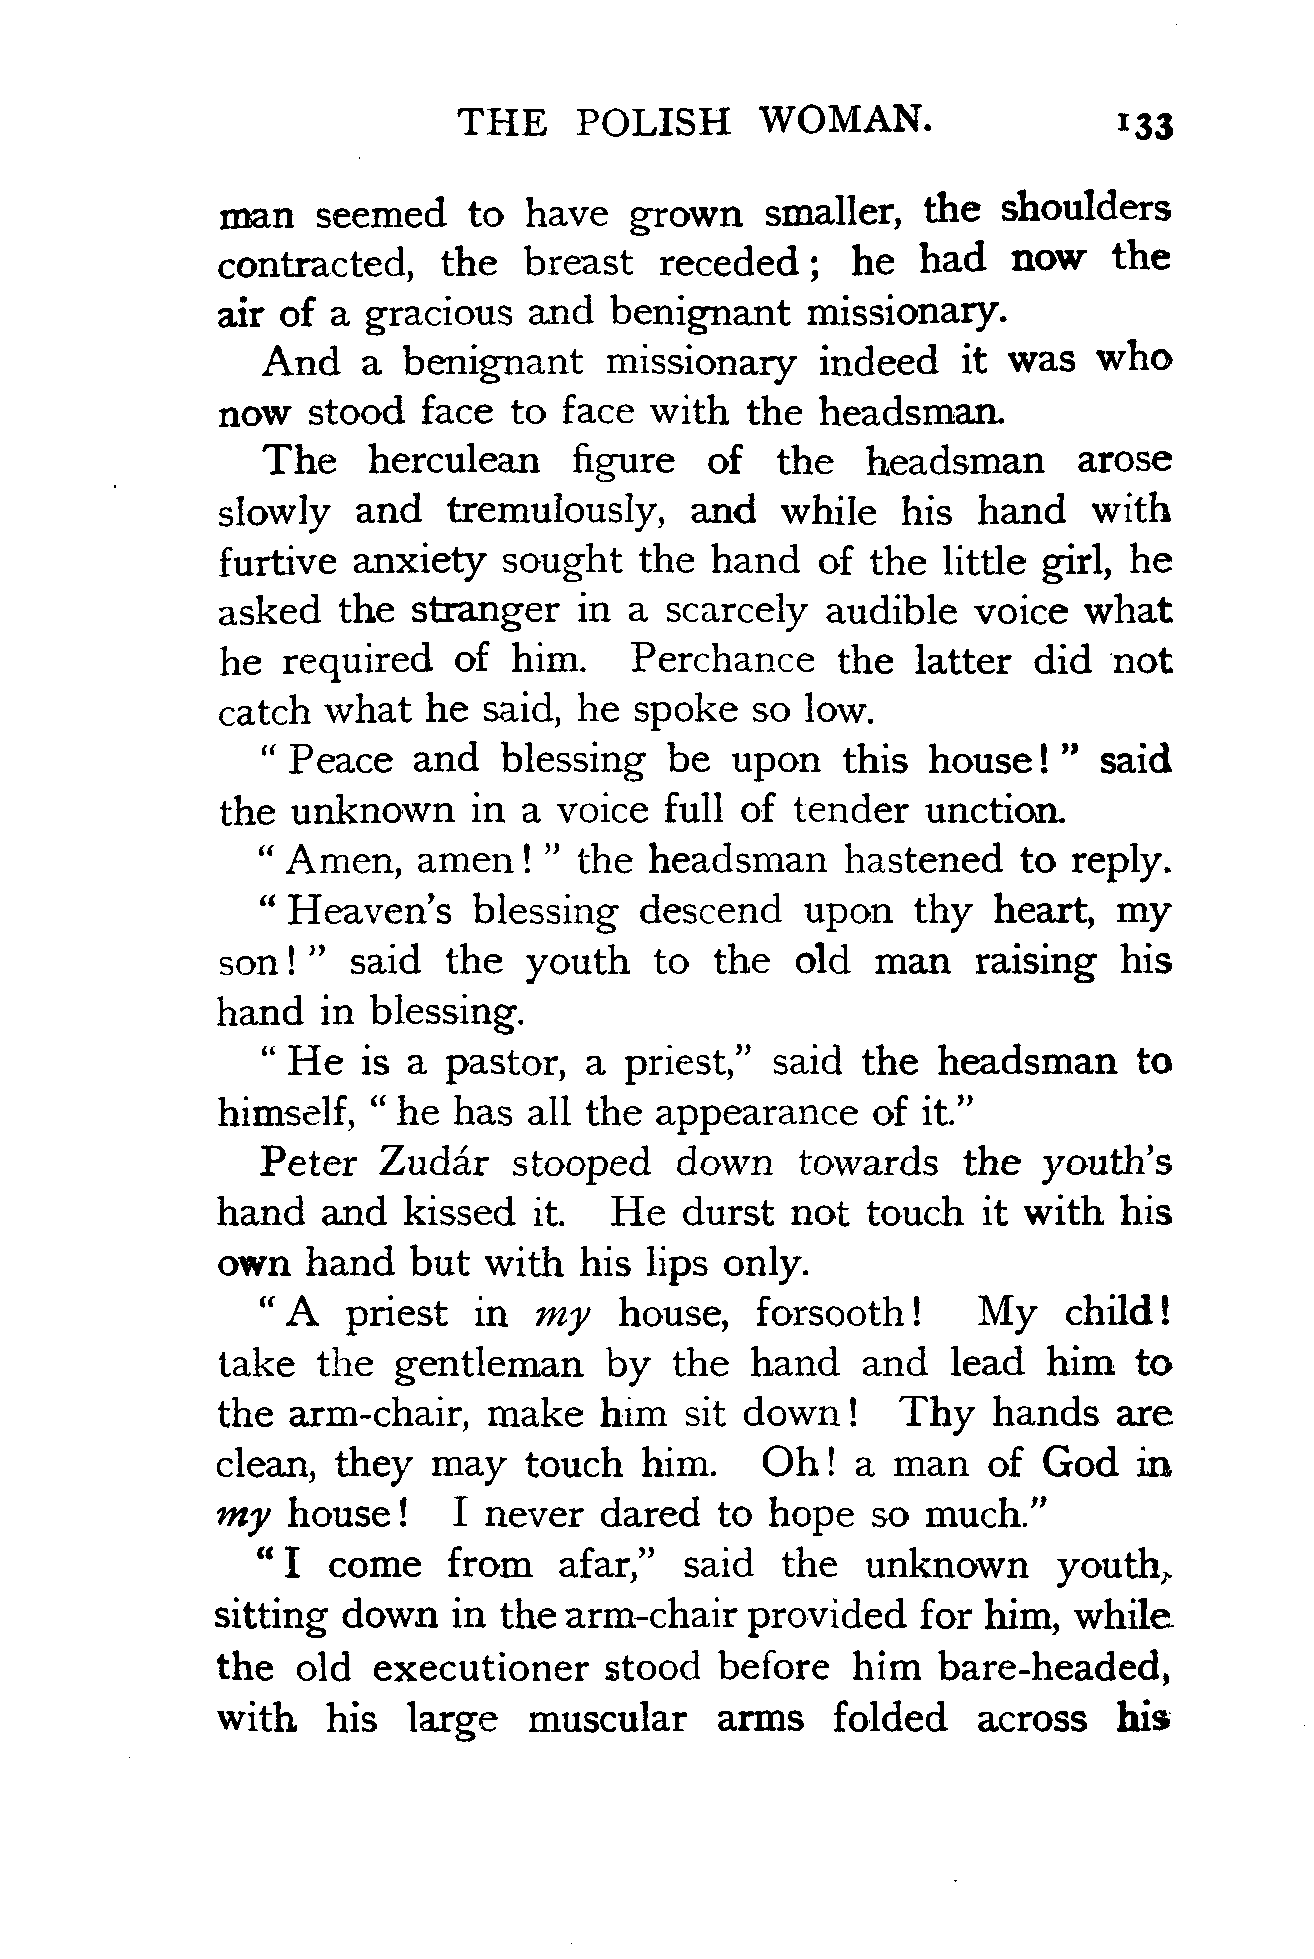 THE POLISH WOMAN. 133
man seemed to have grown smaller, the shoulders
contracted, the breast receded; he had now the
air of a gracious and benignant missionary.
And a benignant missionary indeed it was who
now stood face to face with the headsman.
The herculean figure of the headsman arose
slowly and tremulously, and while his hand with
furtive anxiety sought the hand of the little girl, he
asked the stranger in a scarcely audible voice what
he required of him. Perchance the latter did not
catch what he said, he spoke so low.
"Peace and blessing be upon this house!" said
the unknown in a voice full of tender unction.
"Amen, amen!" the headsman hastened to reply.
"Heaven's blessing descend upon thy heart, my
son!" said the youth to the old man raising his
hand in blessing.
"He is a pastor, a priest," said the headsman to
himself, "he has all the appearance of it."
Peter Zudár stooped down towards the youth's
hand and kissed it. He durst not touch it with his
own hand but with his lips only.
"A priest in my house, forsooth! My child!
take the gentleman by the hand and lead him to
the arm-chair, make him sit down! Thy hands are
clean, they may touch him. Oh! a man of God in
my house! I never dared to hope so much."
"I come from afar," said the unknown youth,
sitting down in the arm-chair provided for him, while
the old executioner stood before him bare-headed,
with his large muscular arms folded across his